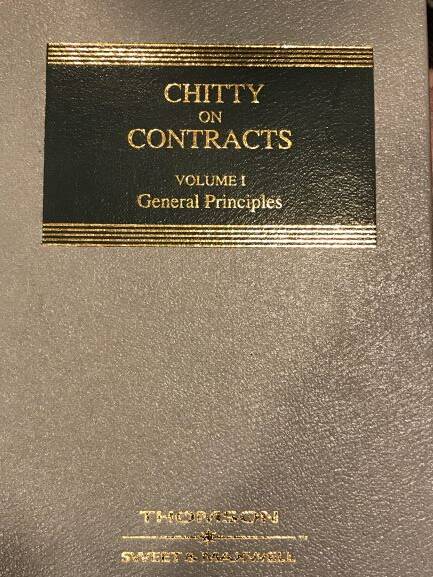 CHITTY
ON
CONTRACTS
VOLUME I
General Principles
THOMSON
SWEET & MAXWELL